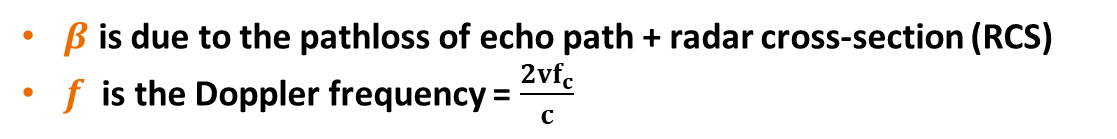 • β is due to the pathloss of echo path + radar cross-section (RCS)
• f is the Doppler frequency = 2vf_c / c